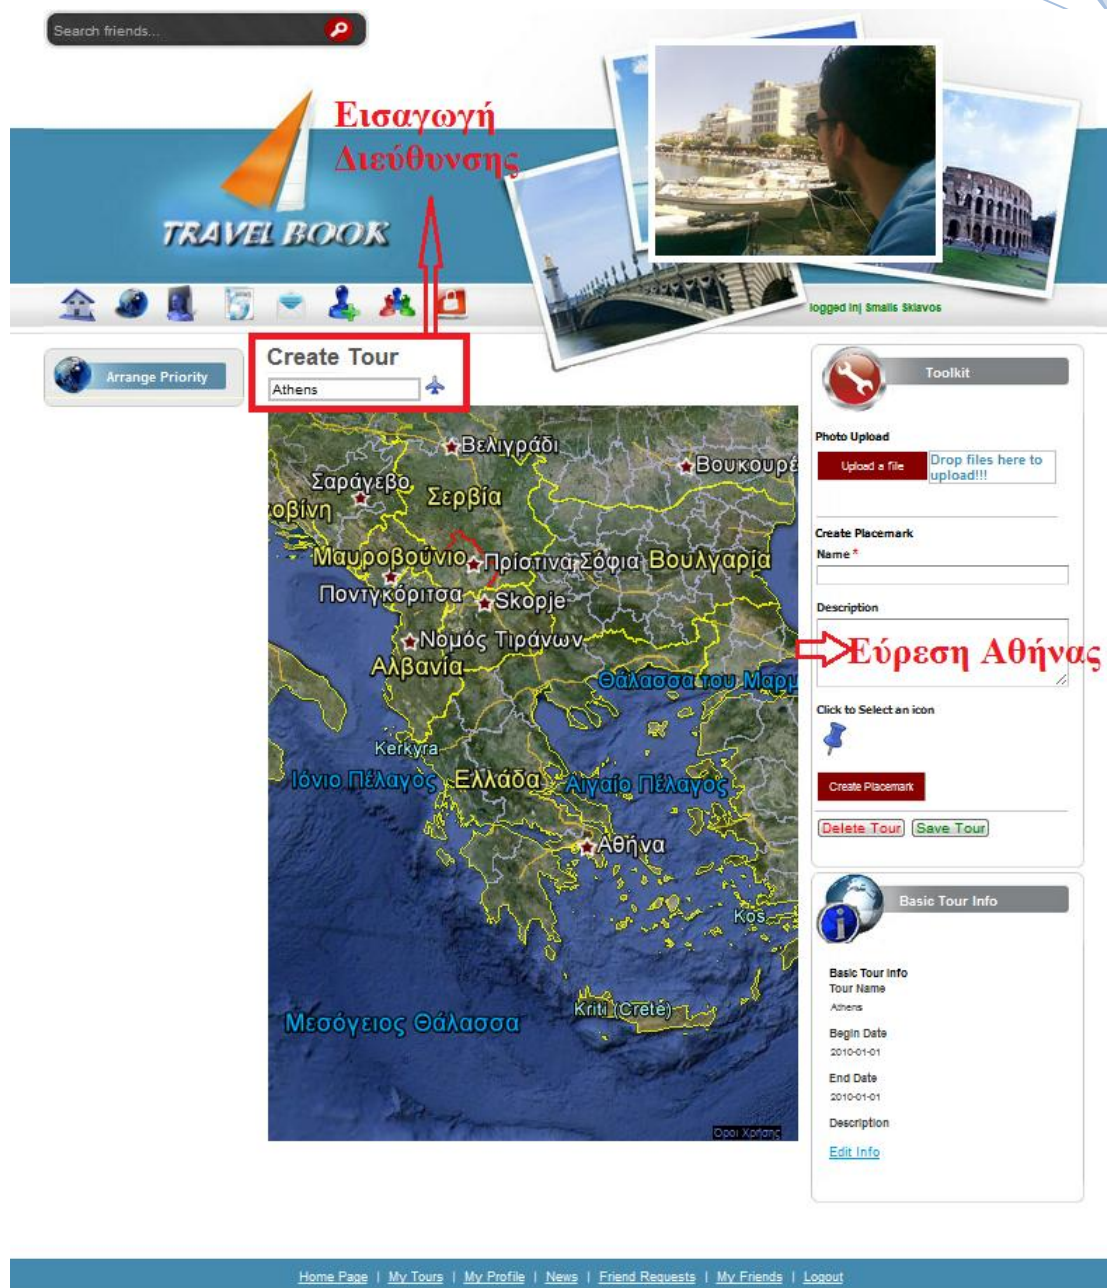 Search friends...
Εισαγωγή
Διεύθυνσης
TRAVEL BOOK
logged in| Smailis Sklavos
Arrange Priority
Create Tour
Athens
Βελιγράδι
Βουκουρέ
Σαράγεβο
Σερβία
οβίνη
Μαυροβούνιο
Πρίστινα
Σόφια
Βουλγαρία
Ποντγκόριτσα
Skopje
Νομός Τιράνων
Αλβανία
Θάλασσα του Μαρμ
Kerkyra
Ιόνιο Πέλαγος
Ελλάδα
Αιγαίο Πέλαγος
Αθήνα
Kos
Kriti (Crete)
Μεσόγειος Θάλασσα
Όροι Χρήσης
Toolkit
Photo Upload
Upload a file
Drop files here to
upload!!!
Create Placemark
Name *
Description
Εύρεση Αθήνας
Click to Select an icon
Create Placemark
Delete Tour
Save Tour
Basic Tour Info
Basic Tour Info
Tour Name
Athens
Begin Date
2010-01-01
End Date
2010-01-01
Description
Edit Info
Home Page | My Tours | My Profile | News | Friend Requests | My Friends | Logout